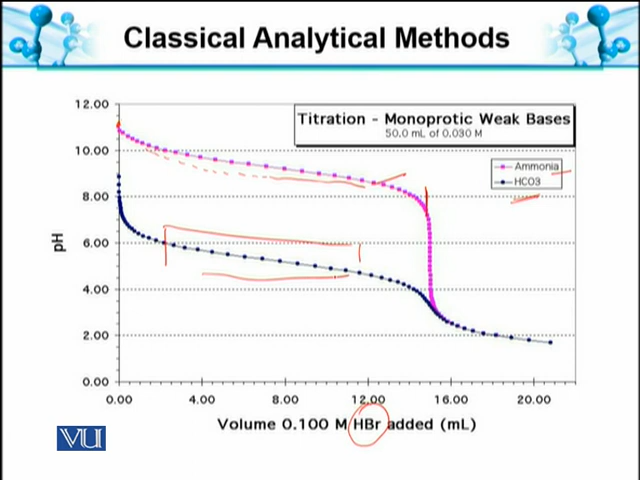 Classical Analytical Methods
12.00
Titration - Monoprotic Weak Bases
50.0 mL of 0.030 M
10.00
Ammonia
HCO3
8.00
pH
6.00
4.00
2.00
0.00
0.00 4.00 8.00 12.00 16.00 20.00
Volume 0.100 M HBr added (mL)
VU